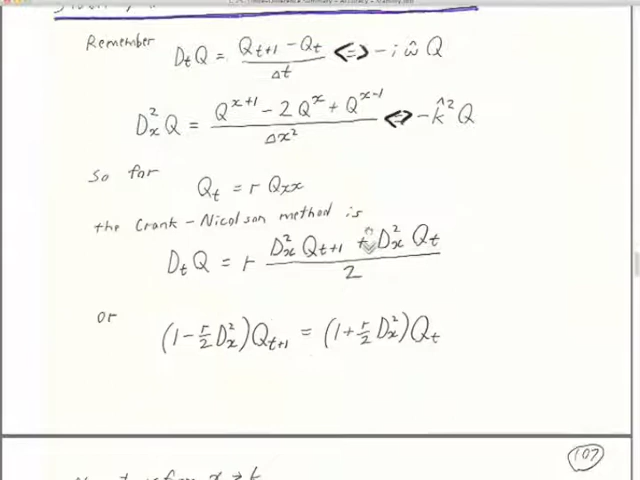 Remember D_t Q = (Q_{t+1} - Q_t) / Δt <=> -i ω̂ Q
D_x^2 Q = (Q^{x+1} - 2Q^x + Q^{x-1}) / Δx^2 <=> -k̂^2 Q
So for
Q_t = r Q_{xx}
the Crank-Nicolson method is
D_t Q = r (D_x^2 Q_{t+1} + D_x^2 Q_t) / 2
or
(1 - r/2 D_x^2) Q_{t+1} = (1 + r/2 D_x^2) Q_t
107